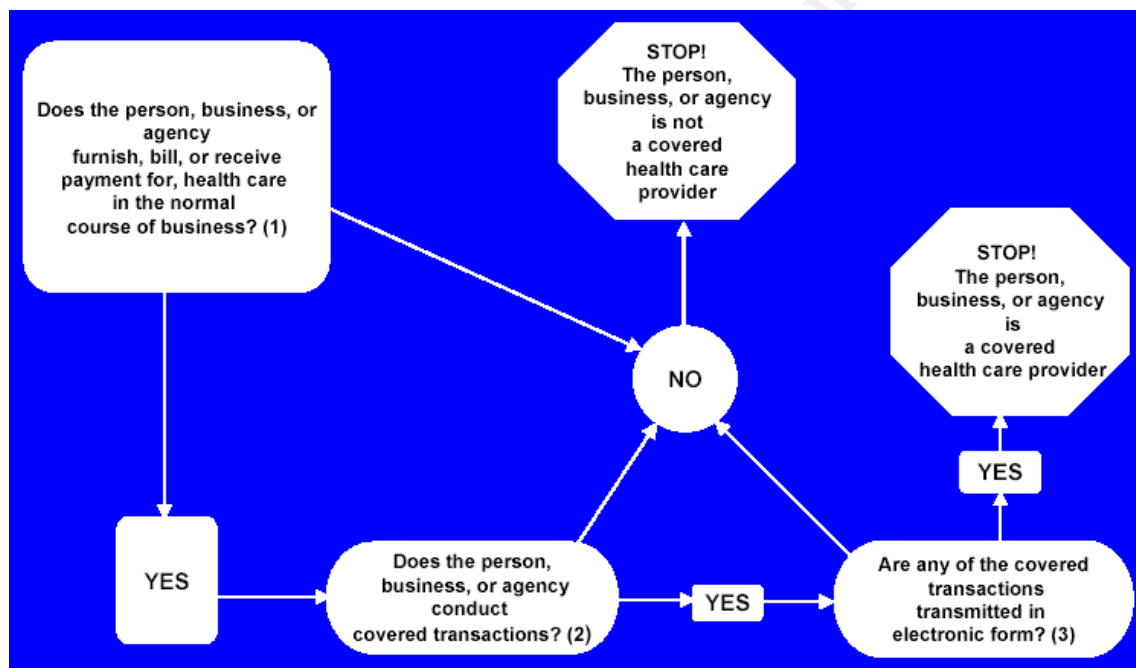 Does the person, business, or
agency
furnish, bill, or receive
payment for, health care
in the normal
course of business? (1)
STOP!
The person,
business, or agency
is not
a covered
health care
provider
STOP!
The person,
business, or agency
is
a covered
health care provider
NO
YES
YES
Does the person,
business, or agency
conduct
covered transactions? (2)
YES
Are any of the covered
transactions
transmitted in
electronic form? (3)